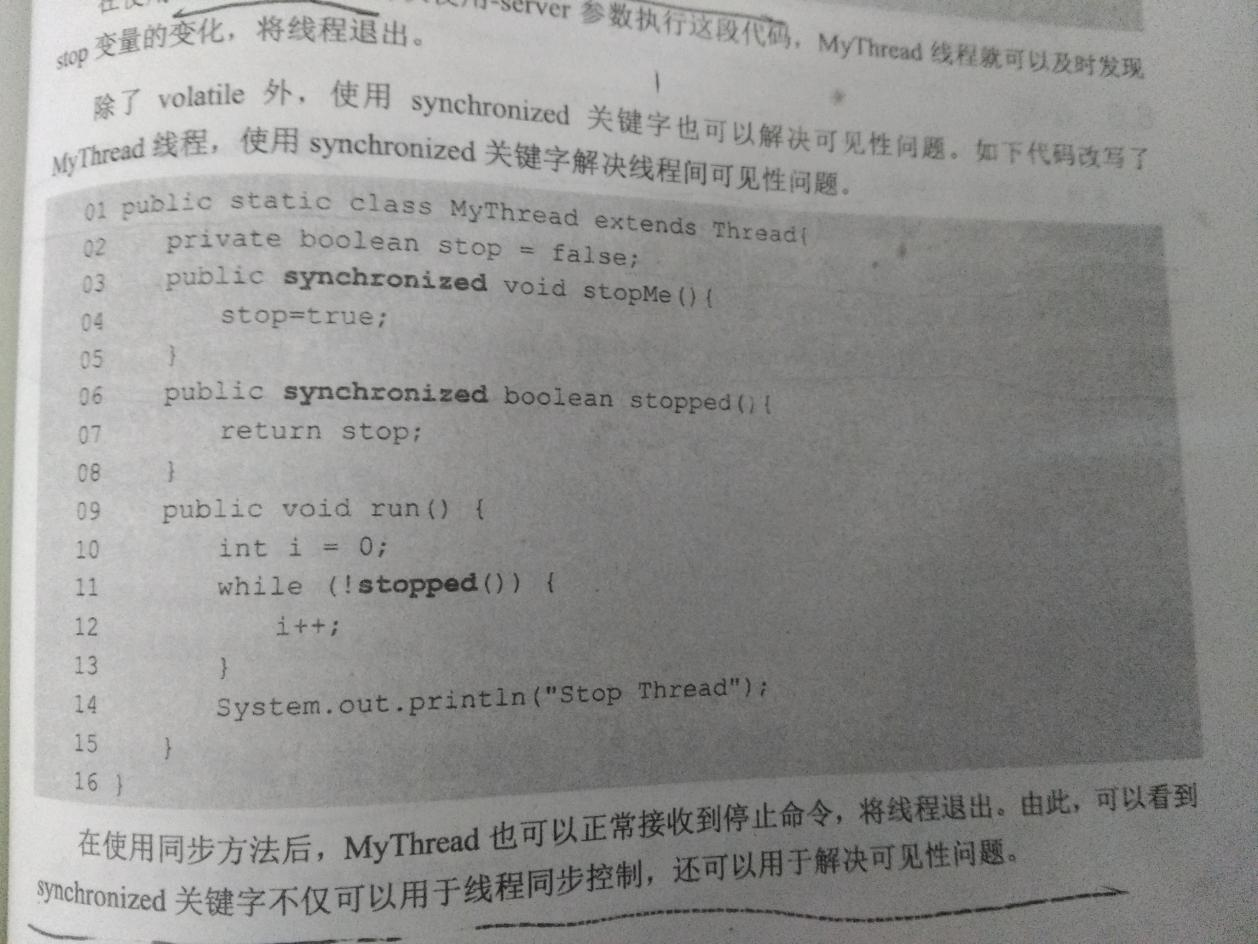 在使用 -server 参数执行这段代码，MyThread 线程就可以及时发现
stop 变量的变化，将线程退出。
除了 volatile 外，使用 synchronized 关键字也可以解决可见性问题。如下代码改写了
MyThread 线程，使用 synchronized 关键字解决线程间可见性问题。
01 public static class MyThread extends Thread{
02 private boolean stop = false;
03 public synchronized void stopMe(){
04 stop=true;
05 }
06 public synchronized boolean stopped(){
07 return stop;
08 }
09 public void run() {
10 int i = 0;
11 while (!stopped()) {
12 i++;
13 }
14 System.out.println("Stop Thread");
15 }
16 }
在使用同步方法后，MyThread 也可以正常接收到停止命令，将线程退出。由此，可以看到
synchronized 关键字不仅可以用于线程同步控制，还可以用于解决可见性问题。